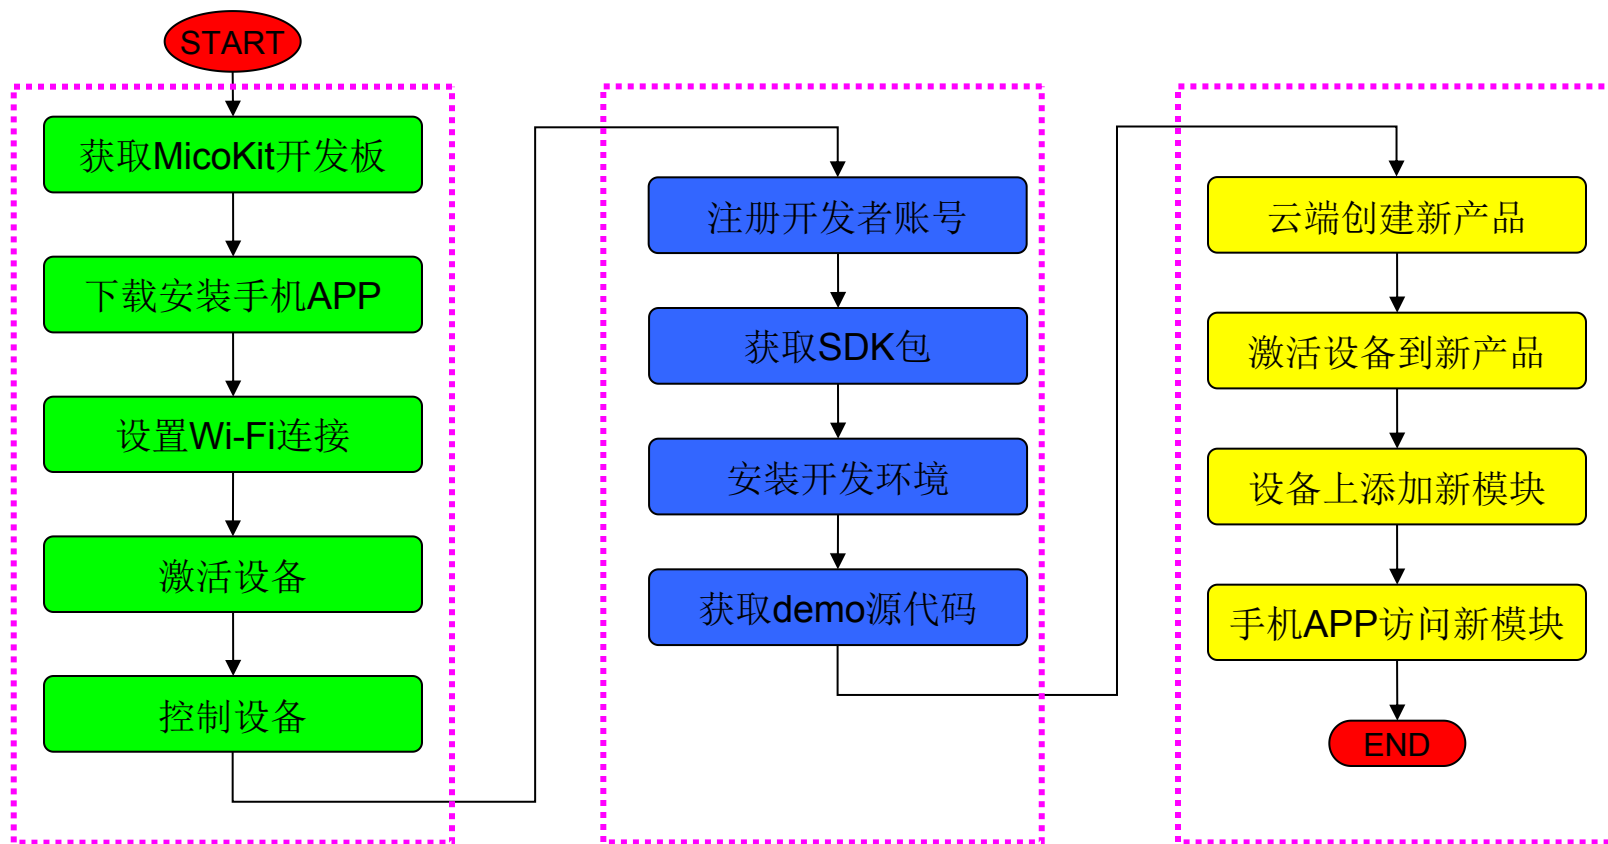 START
获取MicoKit开发板
下载安装手机APP
设置Wi-Fi连接
激活设备
控制设备
注册开发者账号
获取SDK包
安装开发环境
获取demo源代码
云端创建新产品
激活设备到新产品
设备上添加新模块
手机APP访问新模块
END